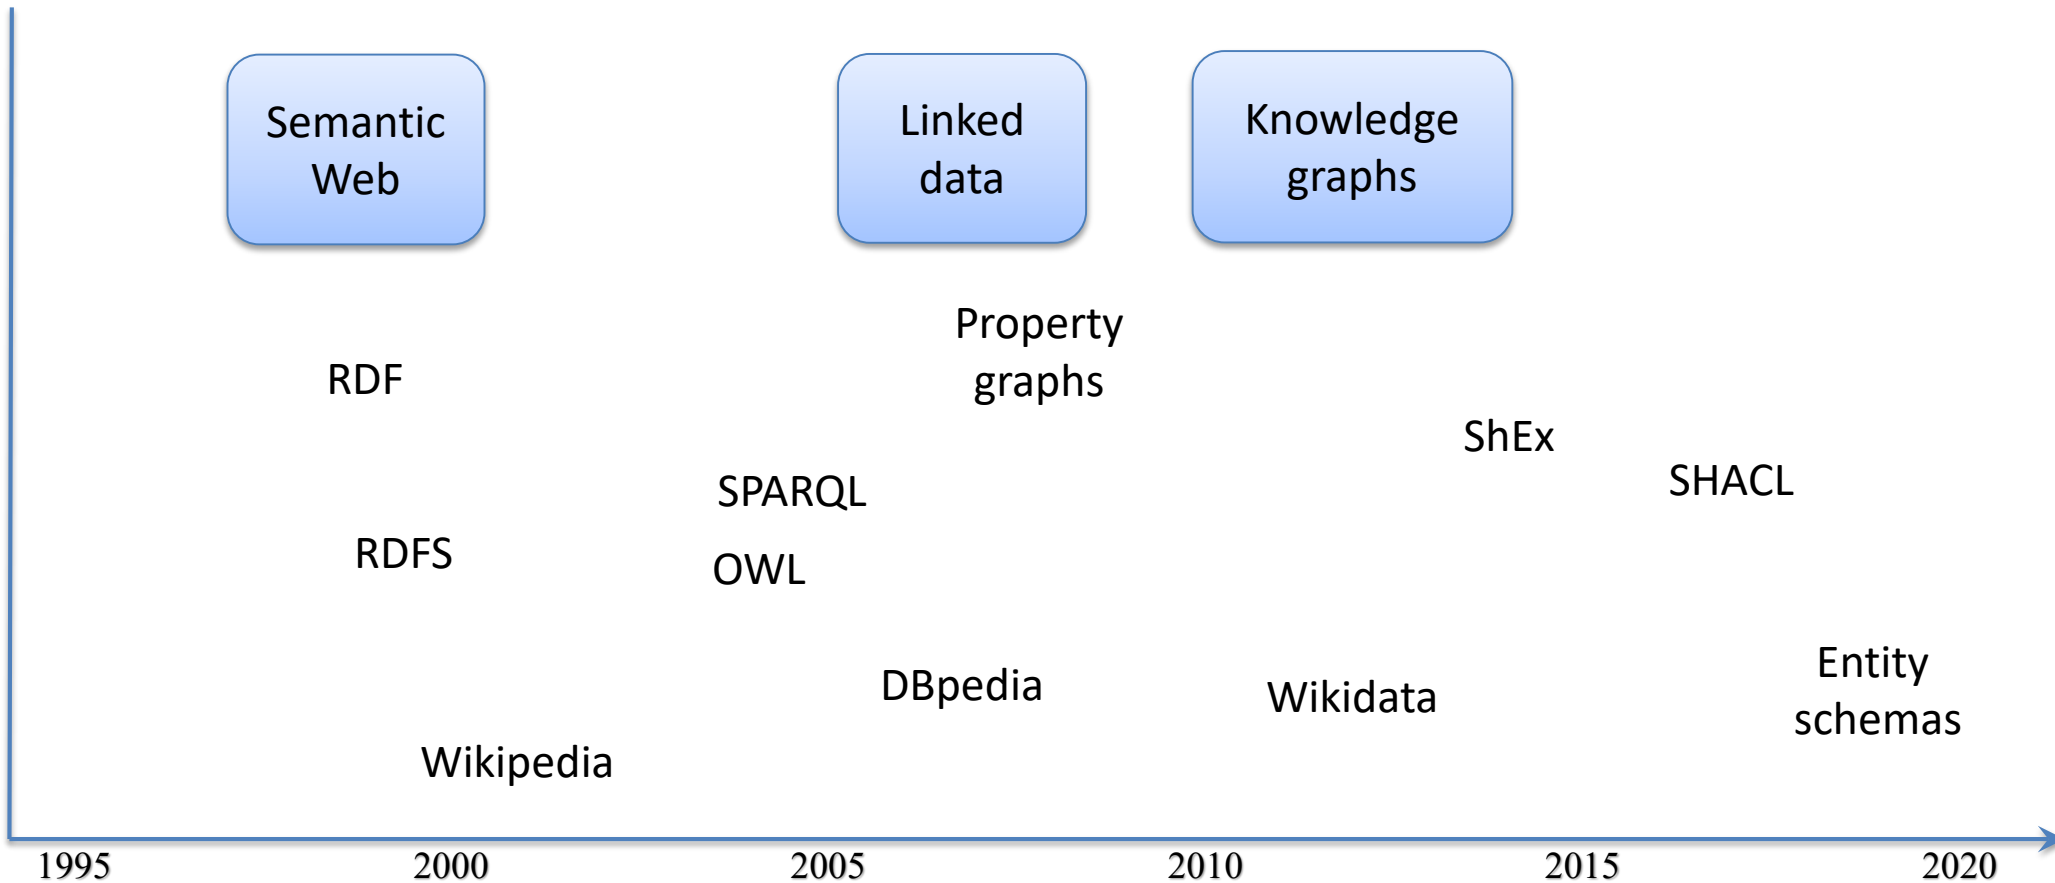 Semantic
Web
Linked
data
Knowledge
graphs
Property
graphs
RDF
ShEx
SHACL
SPARQL
RDFS
OWL
Entity
schemas
DBpedia
Wikidata
Wikipedia
1995
2000
2005
2010
2015
2020